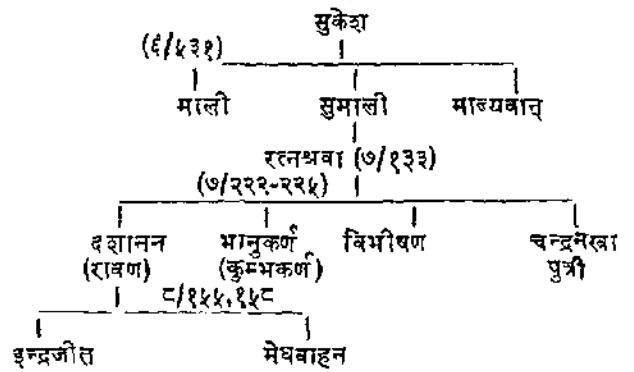 सुकेश
(६/५३१)
माली सुमाली माल्यवान्
रत्नश्रवा (७/१३३)
(७/२२२-२२५)
दशानन भानुकर्ण विभीषण चन्द्रनखा
(रावण) (कुम्भकर्ण) पुत्री
८/१५५,१५८
इन्द्रजीत मेघवाहन